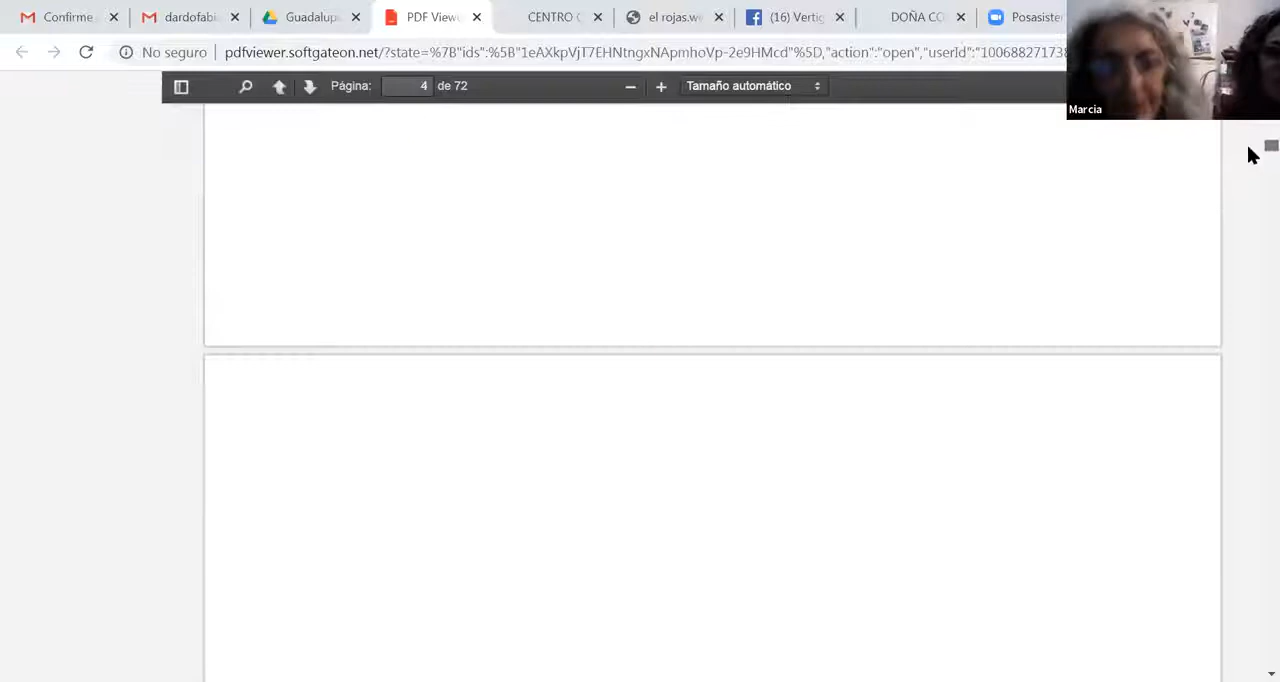 Confirme
dardofabi
Guadalup
PDF View
CENTRO C
el rojas.w
(16) Vertig
DOÑA CO
Posasiste
No seguro
pdfviewer.softgateon.net/?state=%7B"ids":%5B"1eAXkpVjT7EHNtngxNApmhoVp-2e9HMcd"%5D,"action":"open","userId":"10068827173
Página: 4 de 72
Tamaño automático
Marcia